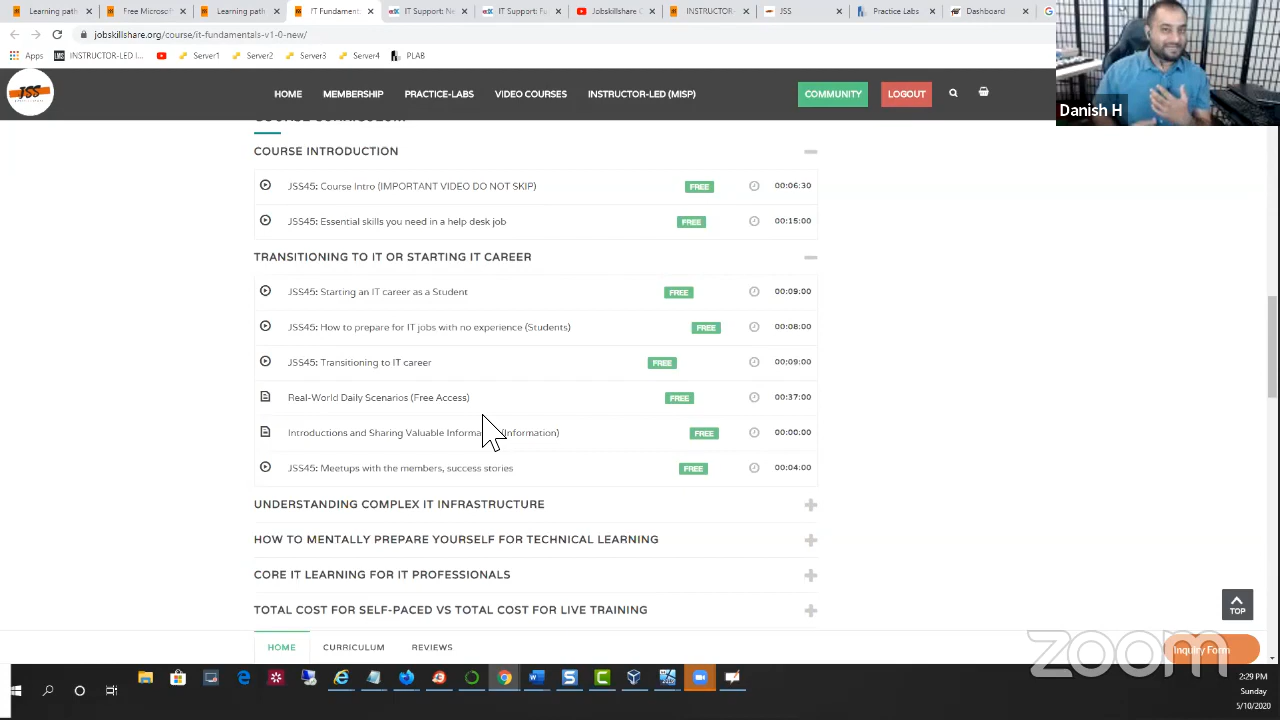 Learning path
Free Microsoft
Learning path
IT Fundament
IT Support: Ne
IT Support: Fu
Jobskillshare C
INSTRUCTOR-
JSS
Practice Labs
Dashboard
jobskillshare.org/course/it-fundamentals-v1-0-new/
Apps
INSTRUCTOR-LED I...
Server1
Server2
Server3
Server4
PLAB
Danish H
JSS
HOME
MEMBERSHIP
PRACTICE-LABS
VIDEO COURSES
INSTRUCTOR-LED (MISP)
COMMUNITY
LOGOUT
COURSE CURRICULUM
COURSE INTRODUCTION
JSS45: Course Intro (IMPORTANT VIDEO DO NOT SKIP) FREE 00:06:30
JSS45: Essential skills you need in a help desk job FREE 00:15:00
TRANSITIONING TO IT OR STARTING IT CAREER
JSS45: Starting an IT career as a Student FREE 00:09:00
JSS45: How to prepare for IT jobs with no experience (Students) FREE 00:08:00
JSS45: Transitioning to IT career FREE 00:09:00
Real-World Daily Scenarios (Free Access) FREE 00:37:00
Introductions and Sharing Valuable Informa (Information) FREE 00:00:00
JSS45: Meetups with the members, success stories FREE 00:04:00
UNDERSTANDING COMPLEX IT INFRASTRUCTURE
HOW TO MENTALLY PREPARE YOURSELF FOR TECHNICAL LEARNING
CORE IT LEARNING FOR IT PROFESSIONALS
TOTAL COST FOR SELF-PACED VS TOTAL COST FOR LIVE TRAINING
TOP
HOME
CURRICULUM
REVIEWS
Inquiry Form
zoom
2:29 PM
Sunday
5/10/2020